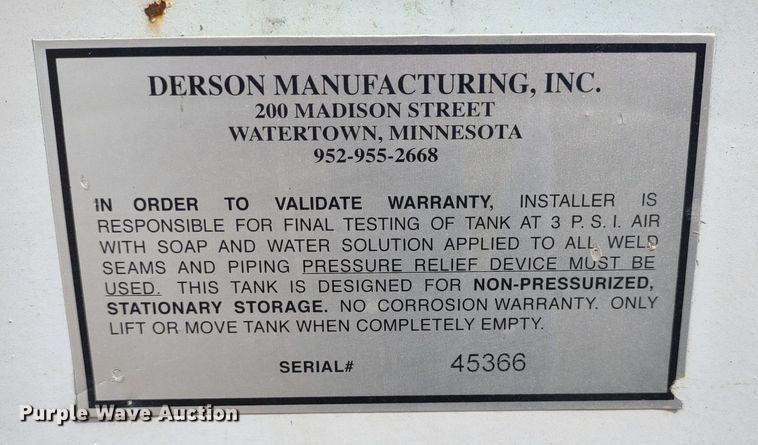 DERSON MANUFACTURING, INC.
200 MADISON STREET
WATERTOWN, MINNESOTA
952-955-2668
IN ORDER TO VALIDATE WARRANTY, INSTALLER IS
RESPONSIBLE FOR FINAL TESTING OF TANK AT 3 P. S. I. AIR
WITH SOAP AND WATER SOLUTION APPLIED TO ALL WELD
SEAMS AND PIPING PRESSURE RELIEF DEVICE MUST BE
USED. THIS TANK IS DESIGNED FOR NON-PRESSURIZED,
STATIONARY STORAGE. NO CORROSION WARRANTY. ONLY
LIFT OR MOVE TANK WHEN COMPLETELY EMPTY.
SERIAL# 45366
Purple Wave Auction